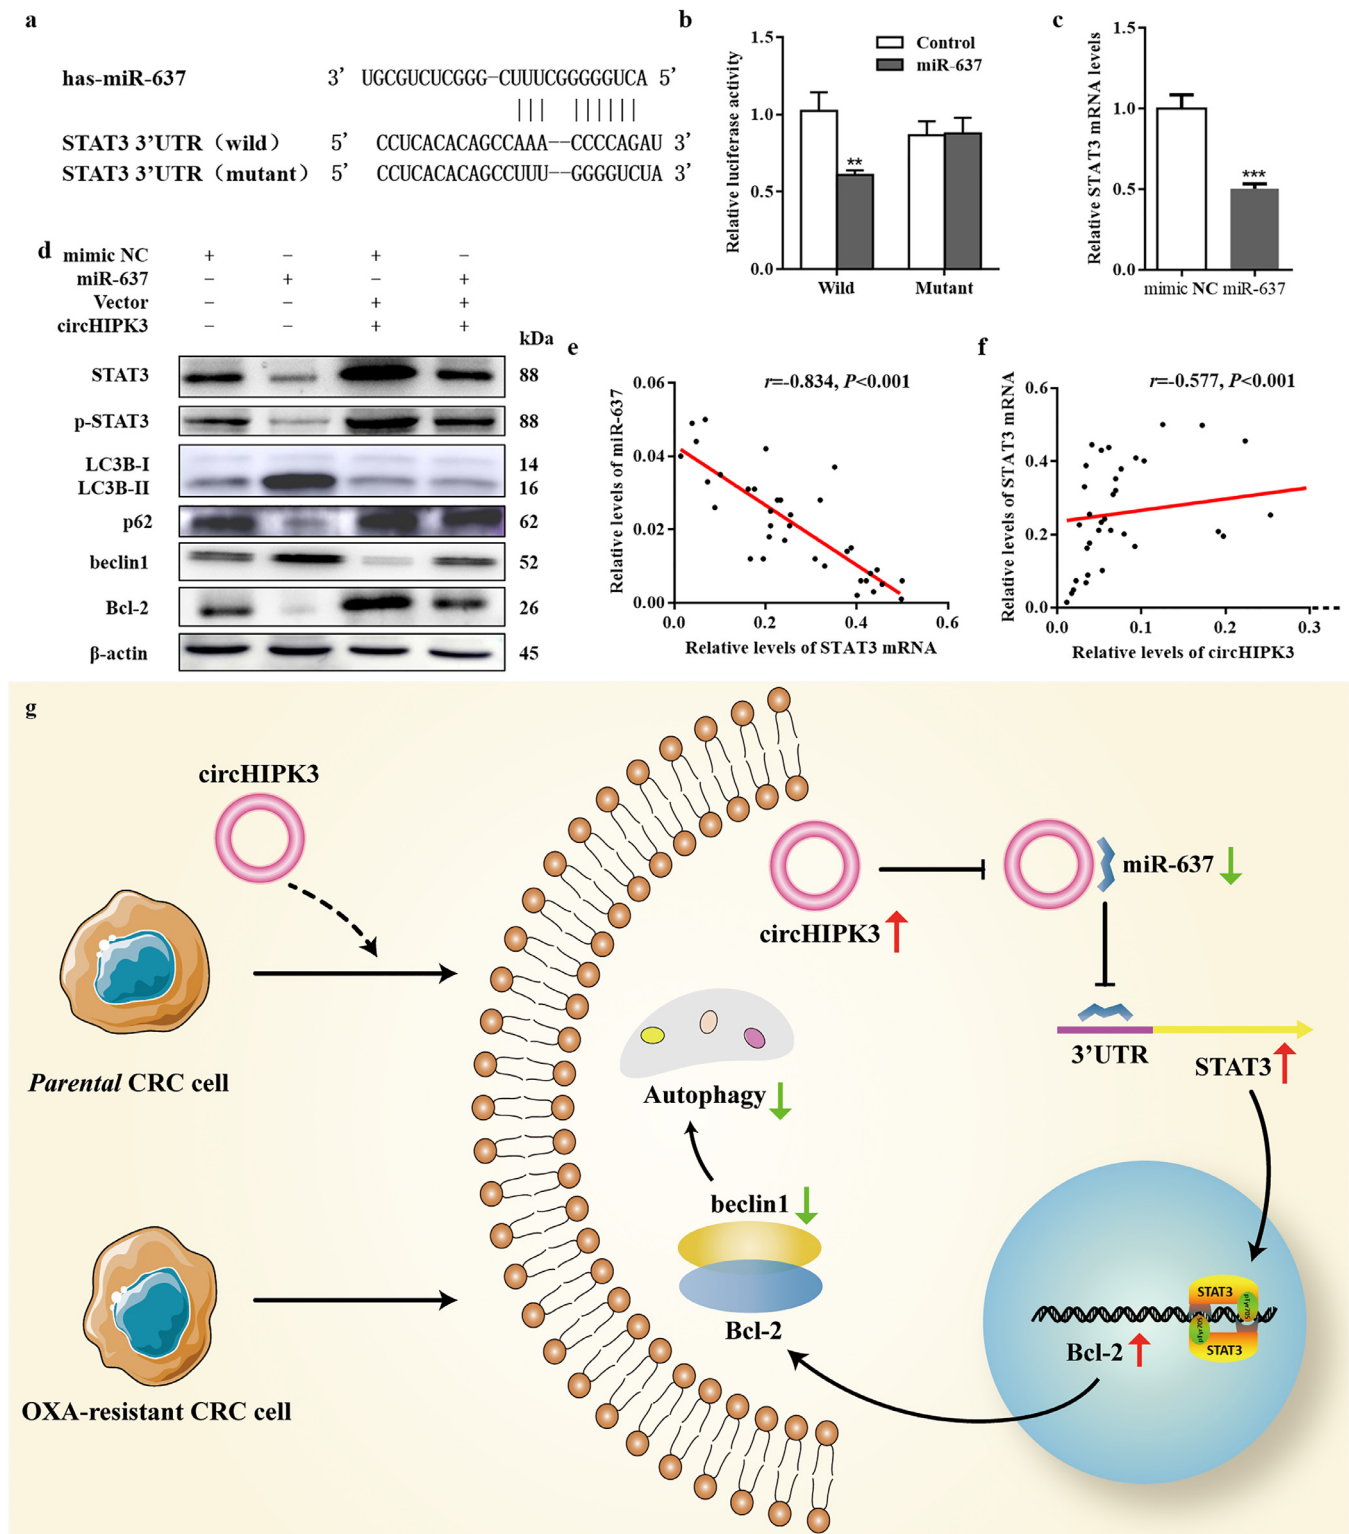 a
has-miR-637 3’ UGCGUCUCGGG-CUUUCGGGGGUCA 5’
STAT3 3’UTR（wild） 5’ CCUCACACAGCCAAA--CCCCAGAU 3’
STAT3 3’UTR（mutant） 5’ CCUCACACAGCCUUU--GGGGUCUA 3’
b
Relative luciferase activity
1.5
1.0
0.5
0.0
Control
miR-637
**
Wild Mutant
c
Relative STAT3 mRNA levels
1.5
1.0
0.5
0.0
***
mimic NC miR-637
d
mimic NC + − + −
miR-637 − + − +
Vector − − + +
circHIPK3 − − + +
kDa
STAT3 88
p-STAT3 88
LC3B-I 14
LC3B-II 16
p62 62
beclin1 52
Bcl-2 26
β-actin 45
e
r=-0.834, P<0.001
Relative levels of miR-637
0.06
0.04
0.02
0.00
0.0 0.2 0.4 0.6
Relative levels of STAT3 mRNA
f
r=-0.577, P<0.001
Relative levels of STAT3 mRNA
0.6
0.4
0.2
0.0
0.0 0.1 0.2 0.3
Relative levels of circHIPK3
g
circHIPK3
Parental CRC cell
OXA-resistant CRC cell
circHIPK3
miR-637
3’UTR
STAT3
Autophagy
beclin1
Bcl-2
Bcl-2
STAT3
STAT3